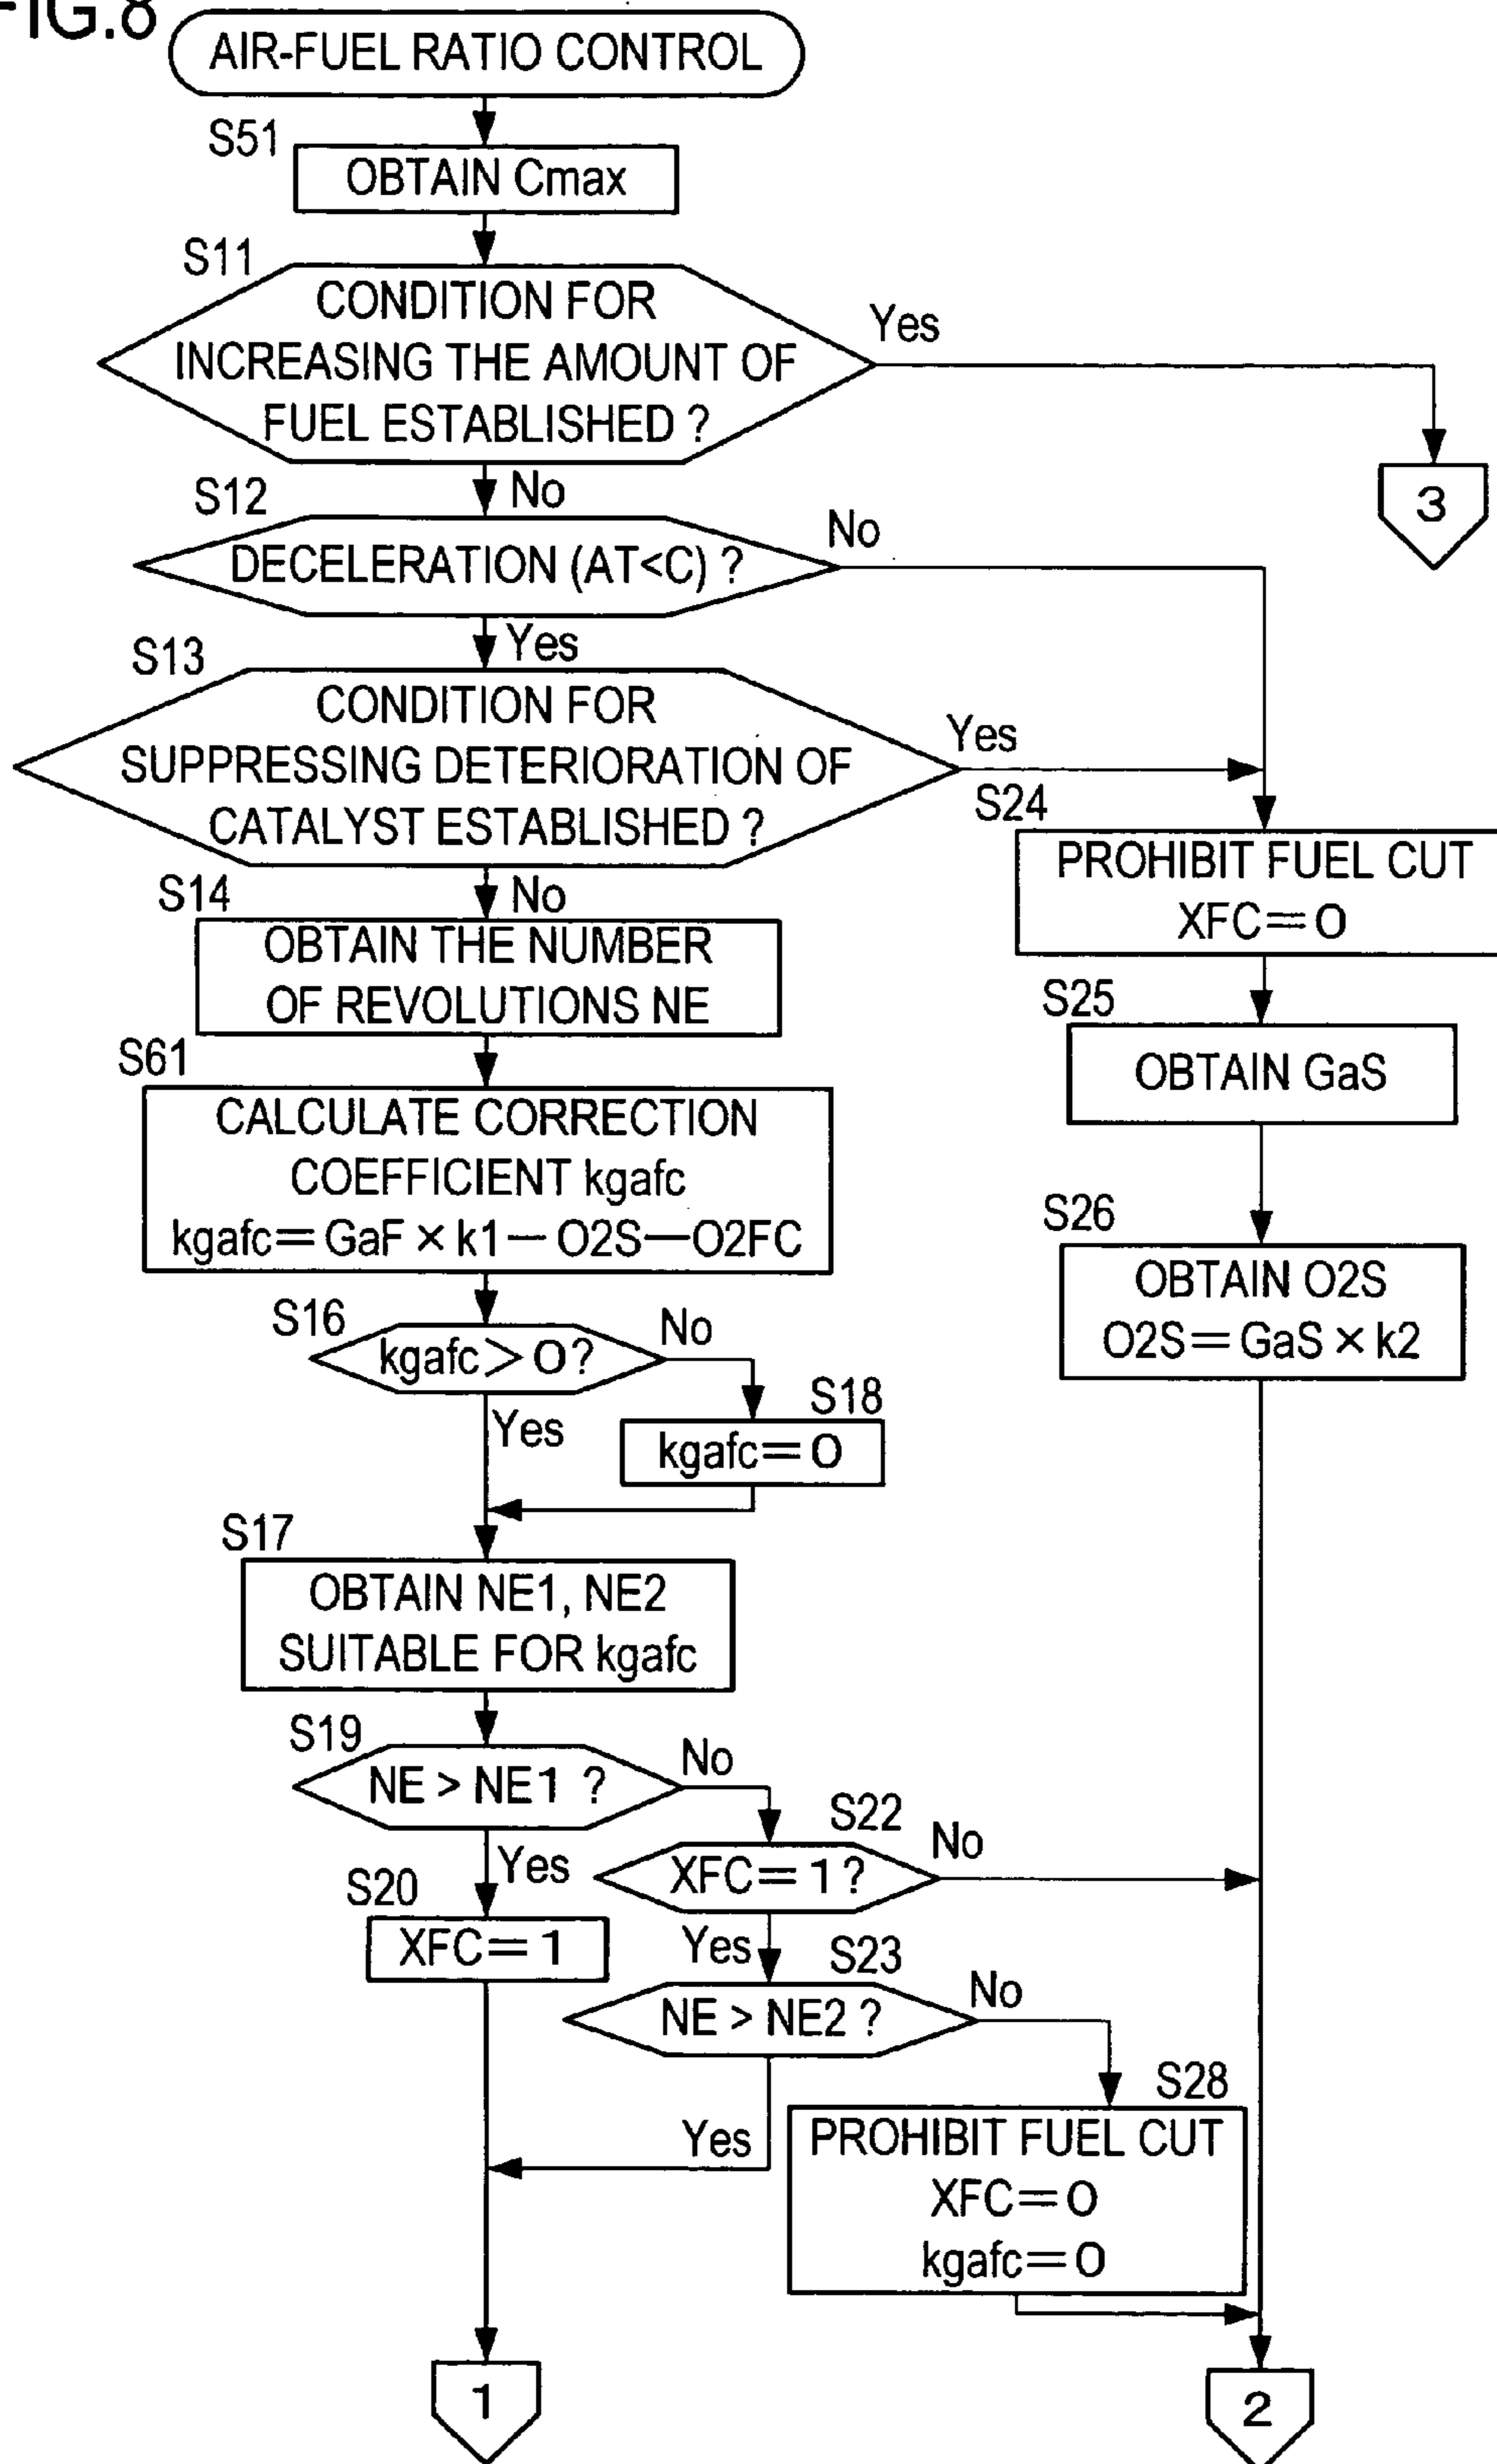 FIG.8
AIR-FUEL RATIO CONTROL
S51
OBTAIN Cmax
S11
CONDITION FOR
INCREASING THE AMOUNT OF
FUEL ESTABLISHED ?
Yes
3
No
S12
DECELERATION (AT<C) ?
No
Yes
S13
CONDITION FOR
SUPPRESSING DETERIORATION OF
CATALYST ESTABLISHED ?
Yes
S24
PROHIBIT FUEL CUT
XFC=0
No
S14
OBTAIN THE NUMBER
OF REVOLUTIONS NE
S25
OBTAIN GaS
S61
CALCULATE CORRECTION
COEFFICIENT kgafc
kgafc=GaF×k1—O2S—O2FC
S26
OBTAIN O2S
O2S=GaS×k2
S16
kgafc>0?
No
Yes
S18
kgafc=0
S17
OBTAIN NE1, NE2
SUITABLE FOR kgafc
S19
NE > NE1 ?
No
Yes
S22
XFC=1?
No
S20
XFC=1
Yes
S23
NE > NE2 ?
No
Yes
S28
PROHIBIT FUEL CUT
XFC=0
kgafc=0
1
2